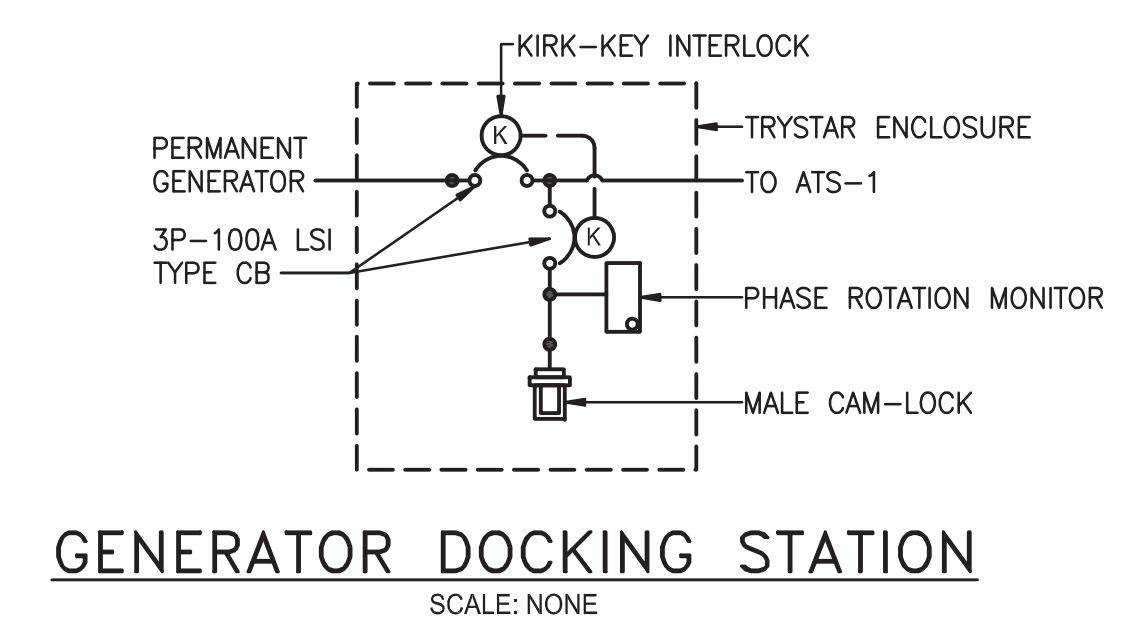 KIRK-KEY INTERLOCK
K
TRYSTAR ENCLOSURE
PERMANENT
GENERATOR
TO ATS-1
3P-100A LSI
TYPE CB
K
PHASE ROTATION MONITOR
MALE CAM-LOCK
GENERATOR DOCKING STATION
SCALE: NONE